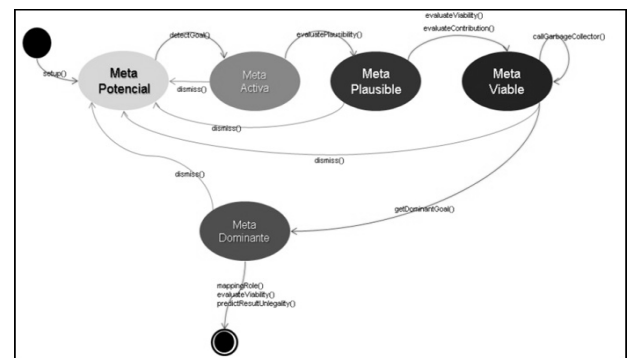 evaluateViability()
evaluateContribution()
detectGoal()
evaluatePlausibility()
callGarbageCollector()
setup()
Meta
Potencial
Meta
Activa
Meta
Plausible
Meta
Viable
dismiss()
dismiss()
dismiss()
dismiss()
getDominantGoal()
Meta
Dominante
mappingRole()
evaluateViability()
predictResultUnlegality()